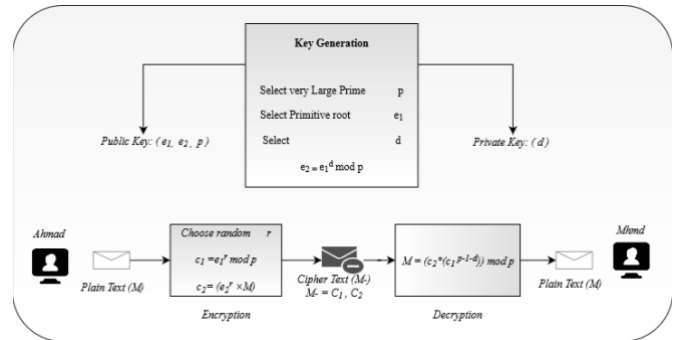 Key Generation
Select very Large Prime p
Select Primitive root e₁
Select d
e₂ = e₁ᵈ mod p
Public Key: ( e₁, e₂, p )
Private Key: ( d )
Ahmad
Plain Text (M)
Choose random r
c₁ =e₁ʳ mod p
c₂= (e₂ʳ ×M)
Encryption
Cipher Text (M-)
M- = C₁ , C₂
M = (c₂*(c₁ᵖ⁻¹⁻ᵈ)) mod p
Decryption
Mhmd
Plain Text (M)